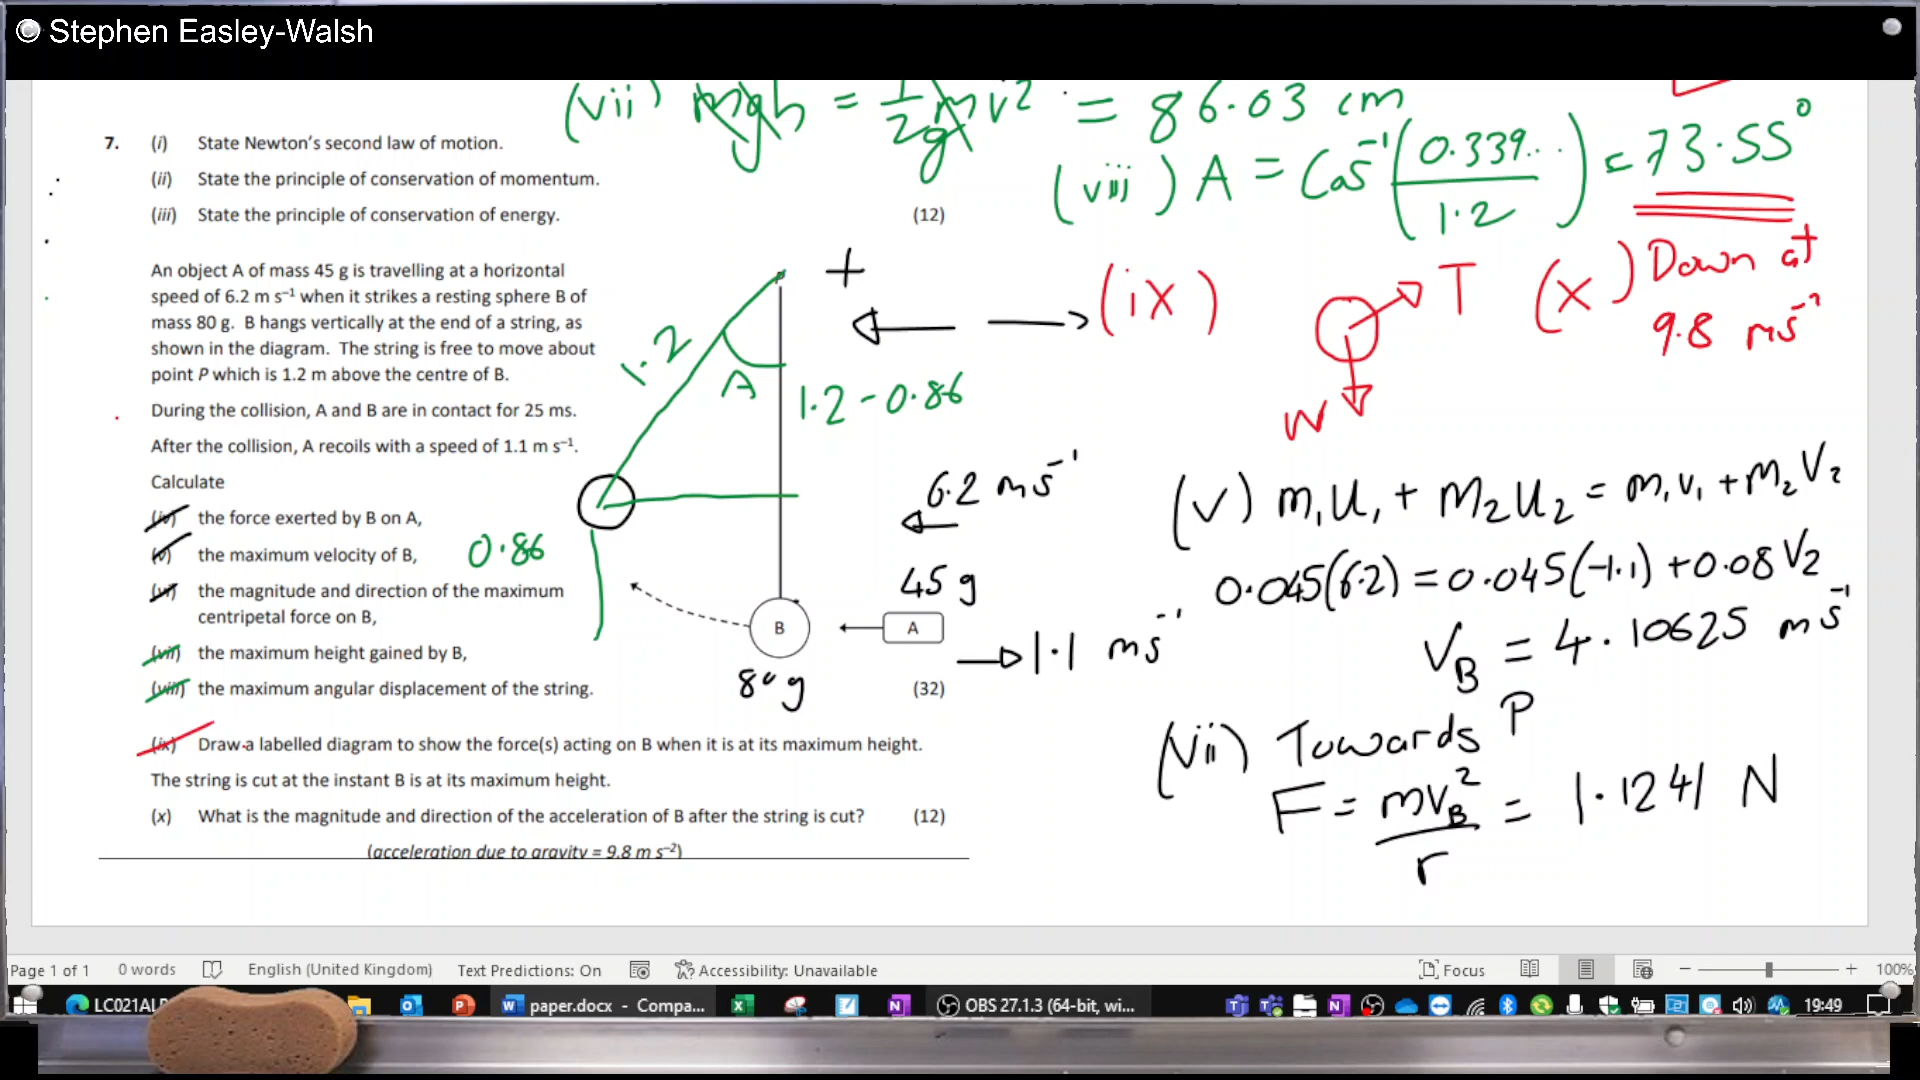 © Stephen Easley-Walsh
(vii) mgh = 1/2g mv² = 86.03 cm
(viii) A = Cos⁻¹(0.339../1.2) = 73.55°
7. (i) State Newton's second law of motion.
(ii) State the principle of conservation of momentum.
(iii) State the principle of conservation of energy. (12)
An object A of mass 45 g is travelling at a horizontal
speed of 6.2 m s⁻¹ when it strikes a resting sphere B of
mass 80 g. B hangs vertically at the end of a string, as
shown in the diagram. The string is free to move about
point P which is 1.2 m above the centre of B.
During the collision, A and B are in contact for 25 ms.
After the collision, A recoils with a speed of 1.1 m s⁻¹.
Calculate
(iv) the force exerted by B on A,
(v) the maximum velocity of B,
(vi) the magnitude and direction of the maximum
centripetal force on B,
(vii) the maximum height gained by B,
(viii) the maximum angular displacement of the string. (32)
(ix) Draw a labelled diagram to show the force(s) acting on B when it is at its maximum height.
The string is cut at the instant B is at its maximum height.
(x) What is the magnitude and direction of the acceleration of B after the string is cut? (12)
(acceleration due to gravity = 9.8 m s⁻²)
P
+
1.2
A
1.2 - 0.86
0.86
6.2 ms⁻¹
45 g
B
A
1.1 ms⁻¹
80 g
(ix)
T
W
(x) Down at
9.8 ms⁻²
(v) m₁u₁ + m₂u₂ = m₁v₁ + m₂v₂
0.045(6.2) = 0.045(-1.1) + 0.08V₂
V_B = 4.10625 ms⁻¹
(vii) Towards P
F = mv_B²/r = 1.1241 N
Page 1 of 1 0 words English (United Kingdom) Text Predictions: On Accessibility: Unavailable Focus 100%
LC021ALP paper.docx - Compa... OBS 27.1.3 (64-bit, wi... 19:49